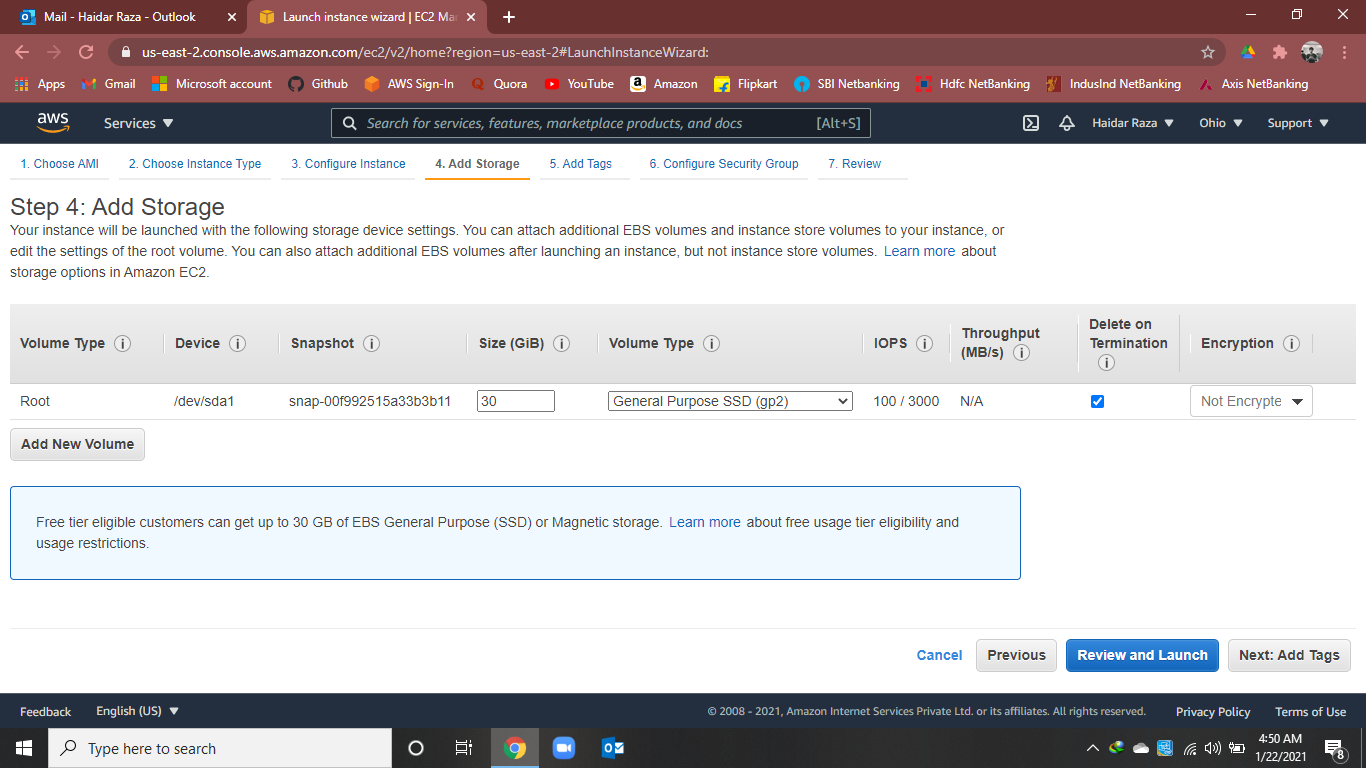 Mail - Haidar Raza - Outlook
Launch instance wizard | EC2 Ma
us-east-2.console.aws.amazon.com/ec2/v2/home?region=us-east-2#LaunchInstanceWizard:
Apps Gmail Microsoft account Github AWS Sign-In Quora YouTube Amazon Flipkart SBI Netbanking Hdfc NetBanking IndusInd NetBanking Axis NetBanking
aws Services Search for services, features, marketplace products, and docs [Alt+S] Haidar Raza Ohio Support
1. Choose AMI 2. Choose Instance Type 3. Configure Instance 4. Add Storage 5. Add Tags 6. Configure Security Group 7. Review
Step 4: Add Storage
Your instance will be launched with the following storage device settings. You can attach additional EBS volumes and instance store volumes to your instance, or
edit the settings of the root volume. You can also attach additional EBS volumes after launching an instance, but not instance store volumes. Learn more about
storage options in Amazon EC2.
Volume Type Device Snapshot Size (GiB) Volume Type IOPS Throughput (MB/s) Delete on Termination Encryption
Root /dev/sda1 snap-00f992515a33b3b11 30 General Purpose SSD (gp2) 100 / 3000 N/A Not Encrypte
Add New Volume
Free tier eligible customers can get up to 30 GB of EBS General Purpose (SSD) or Magnetic storage. Learn more about free usage tier eligibility and
usage restrictions.
Cancel Previous Review and Launch Next: Add Tags
Feedback English (US) © 2008 - 2021, Amazon Internet Services Private Ltd. or its affiliates. All rights reserved. Privacy Policy Terms of Use
Type here to search
4:50 AM
1/22/2021
8